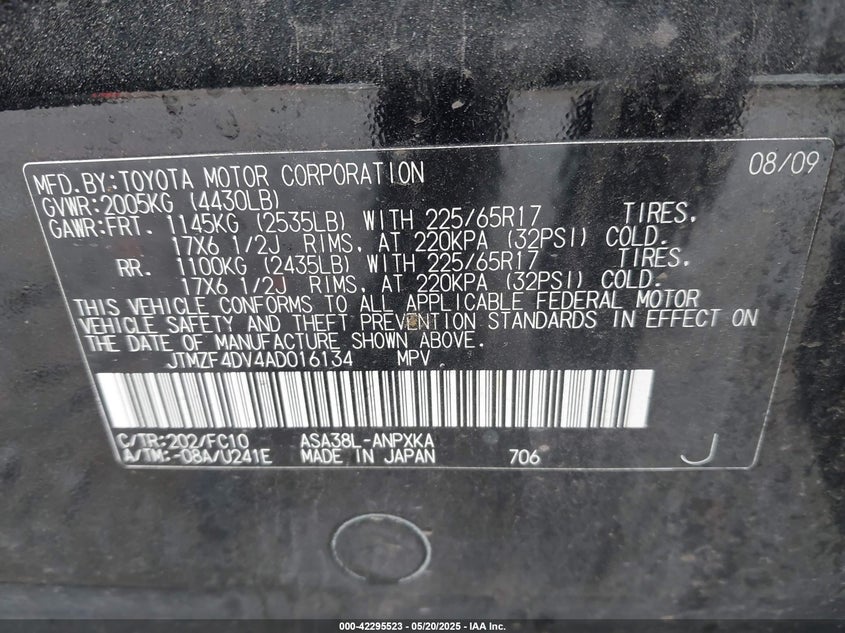 MFD.BY:TOYOTA MOTOR CORPORATION 08/09
GVWR:2005KG (4430LB)
GAWR:FRT. 1145KG (2535LB) WITH 225/65R17 TIRES,
17X6 1/2J RIMS, AT 220KPA (32PSI) COLD.
RR. 1100KG (2435LB) WITH 225/65R17 TIRES,
17X6 1/2J RIMS, AT 220KPA (32PSI) COLD.
THIS VEHICLE CONFORMS TO ALL APPLICABLE FEDERAL MOTOR
VEHICLE SAFETY AND THEFT PREVENTION STANDARDS IN EFFECT ON
THE DATE OF MANUFACTURE SHOWN ABOVE.
JTMZF4DV4AD016134 MPV
C/TR:202/FC10 ASA38L-ANPXKA
A/TM:-08A/U241E MADE IN JAPAN 706 J
000-42295523 — 05/20/2025 — IAA Inc.